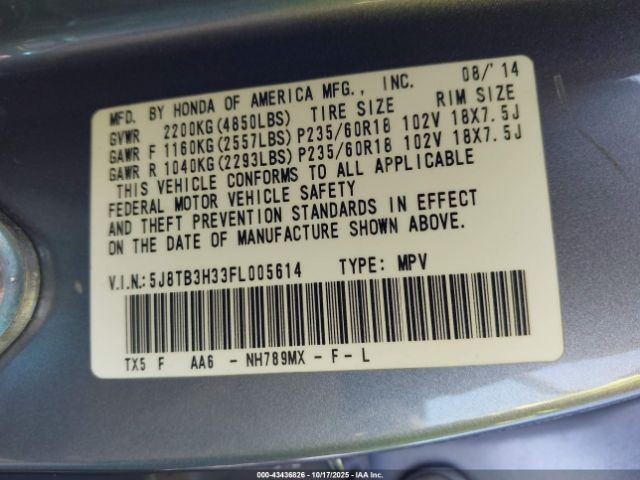 MFD. BY HONDA OF AMERICA MFG., INC. 08/'14
GVWR 2200KG(4850LBS) TIRE SIZE RIM SIZE
GAWR F 1160KG(2557LBS) P235/60R18 102V 18X7.5J
GAWR R 1040KG(2293LBS) P235/60R18 102V 18X7.5J
THIS VEHICLE CONFORMS TO ALL APPLICABLE
FEDERAL MOTOR VEHICLE SAFETY
AND THEFT PREVENTION STANDARDS IN EFFECT
ON THE DATE OF MANUFACTURE SHOWN ABOVE.
V.I.N.: 5J8TB3H33FL005614 TYPE: MPV
TX5 F AA6 - NH789MX - F - L
000-43436826 - 10/17/2025 - IAAI.COM